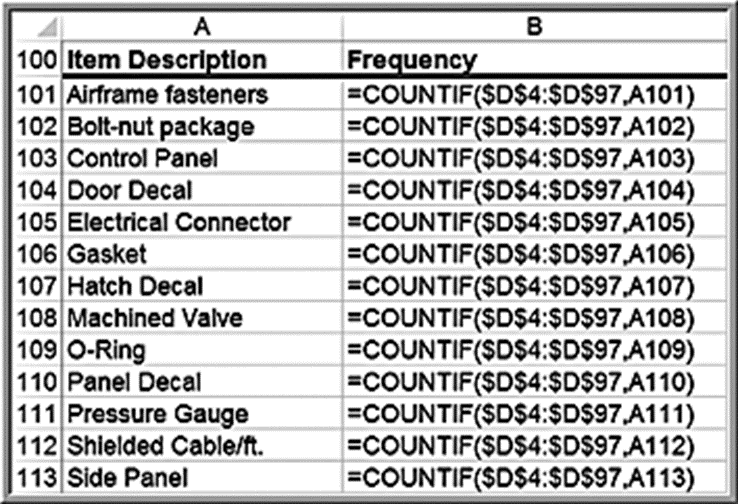 A B
100 Item Description Frequency
101 Airframe fasteners =COUNTIF($D$4:$D$97,A101)
102 Bolt-nut package =COUNTIF($D$4:$D$97,A102)
103 Control Panel =COUNTIF($D$4:$D$97,A103)
104 Door Decal =COUNTIF($D$4:$D$97,A104)
105 Electrical Connector =COUNTIF($D$4:$D$97,A105)
106 Gasket =COUNTIF($D$4:$D$97,A106)
107 Hatch Decal =COUNTIF($D$4:$D$97,A107)
108 Machined Valve =COUNTIF($D$4:$D$97,A108)
109 O-Ring =COUNTIF($D$4:$D$97,A109)
110 Panel Decal =COUNTIF($D$4:$D$97,A110)
111 Pressure Gauge =COUNTIF($D$4:$D$97,A111)
112 Shielded Cable/ft. =COUNTIF($D$4:$D$97,A112)
113 Side Panel =COUNTIF($D$4:$D$97,A113)